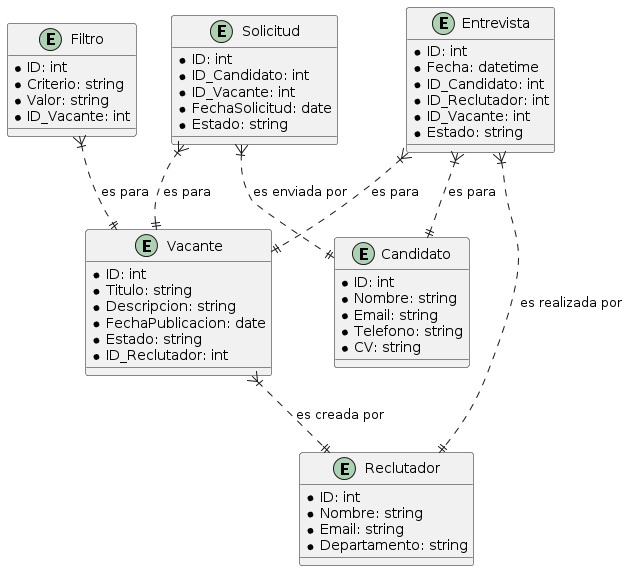 E Filtro
ID: int
Criterio: string
Valor: string
ID_Vacante: int
E Solicitud
ID: int
ID_Candidato: int
ID_Vacante: int
FechaSolicitud: date
Estado: string
E Entrevista
ID: int
Fecha: datetime
ID_Candidato: int
ID_Reclutador: int
ID_Vacante: int
Estado: string
es para
es para
es enviada por
es para
es para
E Vacante
ID: int
Titulo: string
Descripcion: string
FechaPublicacion: date
Estado: string
ID_Reclutador: int
E Candidato
ID: int
Nombre: string
Email: string
Telefono: string
CV: string
es realizada por
es creada por
E Reclutador
ID: int
Nombre: string
Email: string
Departamento: string